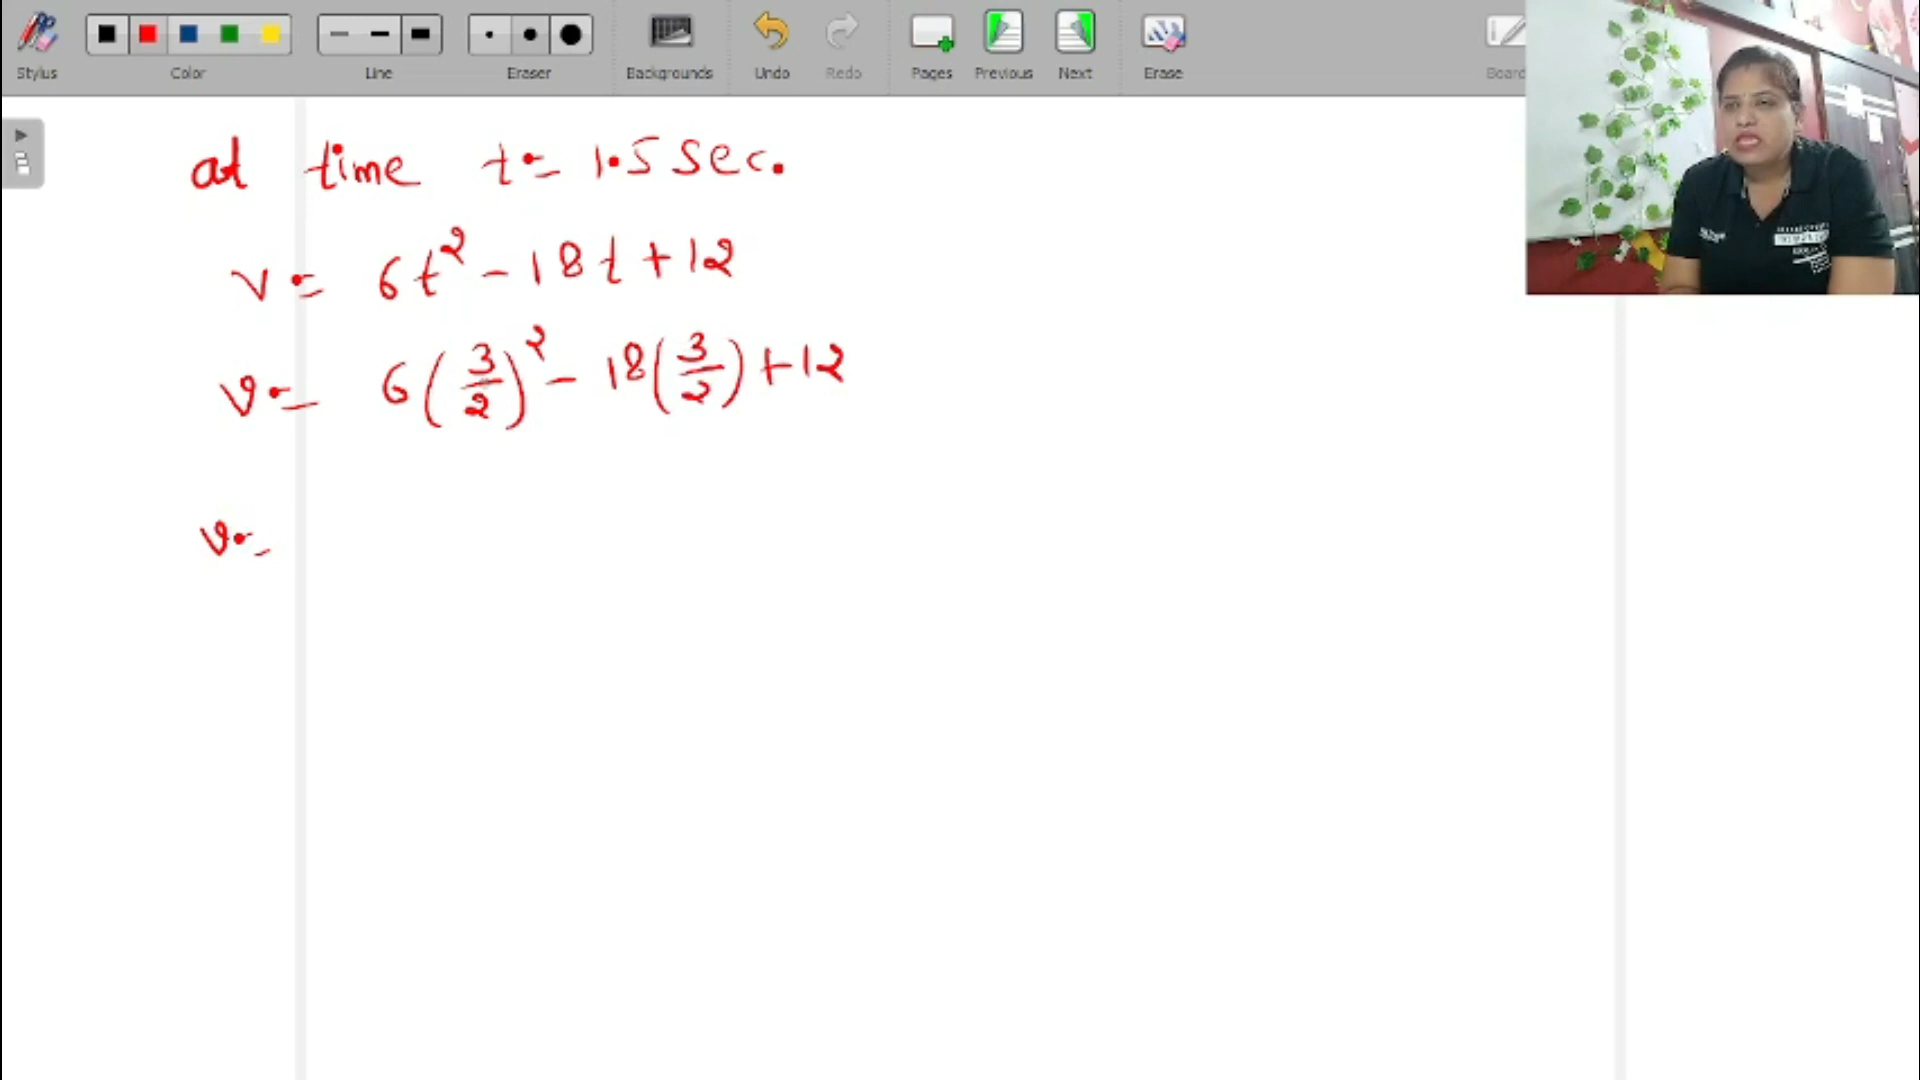 Stylus Color Line Eraser Backgrounds Undo Redo Pages Previous Next Erase Board
at time t = 1.5 Sec.
v = 6t² - 18t + 12
v = 6(3/2)² - 18(3/2) + 12
v =